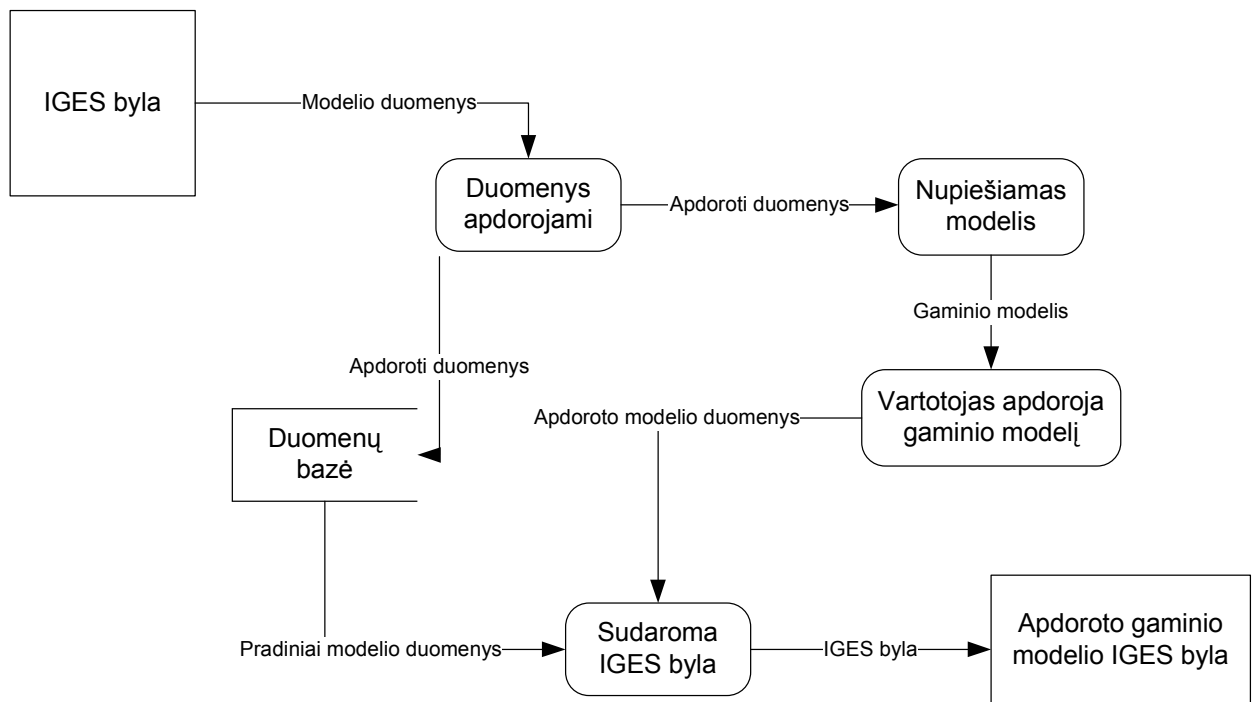 IGES byla
Modelio duomenys
Duomenys
apdorojami
Apdoroti duomenys
Nupiešiamas
modelis
Gaminio modelis
Apdoroti duomenys
Vartotojas apdoroja
gaminio modelį
Apdoroto modelio duomenys
Duomenų
bazė
Pradiniai modelio duomenys
Sudaroma
IGES byla
IGES byla
Apdoroto gaminio
modelio IGES byla